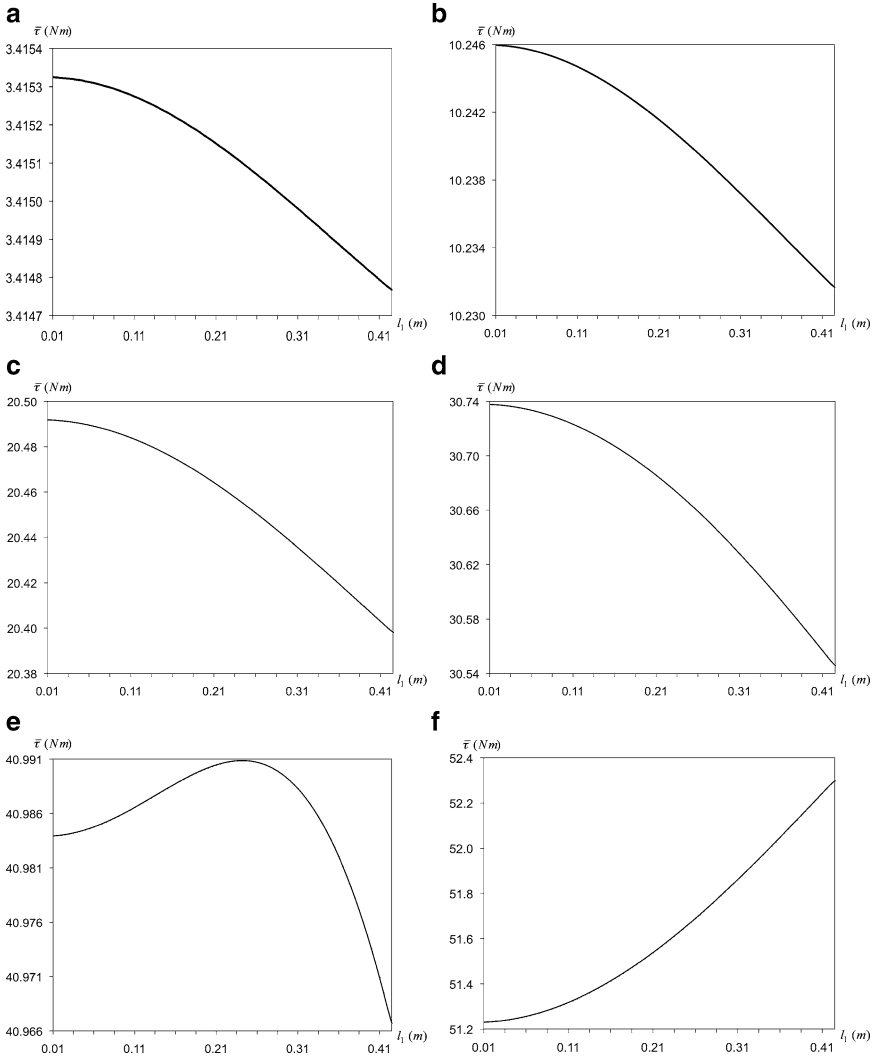 a
τ̅ (Nm)
3.4154
3.4153
3.4152
3.4151
3.4150
3.4149
3.4148
3.4147
0.01 0.11 0.21 0.31 0.41
l₁ (m)
b
τ̅ (Nm)
10.246
10.242
10.238
10.234
10.230
0.01 0.11 0.21 0.31 0.41
l₁ (m)
c
τ̅ (Nm)
20.50
20.48
20.46
20.44
20.42
20.40
20.38
0.01 0.11 0.21 0.31 0.41
l₁ (m)
d
τ̅ (Nm)
30.74
30.70
30.66
30.62
30.58
30.54
0.01 0.11 0.21 0.31 0.41
l₁ (m)
e
τ̅ (Nm)
40.991
40.986
40.981
40.976
40.971
40.966
0.01 0.11 0.21 0.31 0.41
l₁ (m)
f
τ̅ (Nm)
52.4
52.2
52.0
51.8
51.6
51.4
51.2
0.01 0.11 0.21 0.31 0.41
l₁ (m)